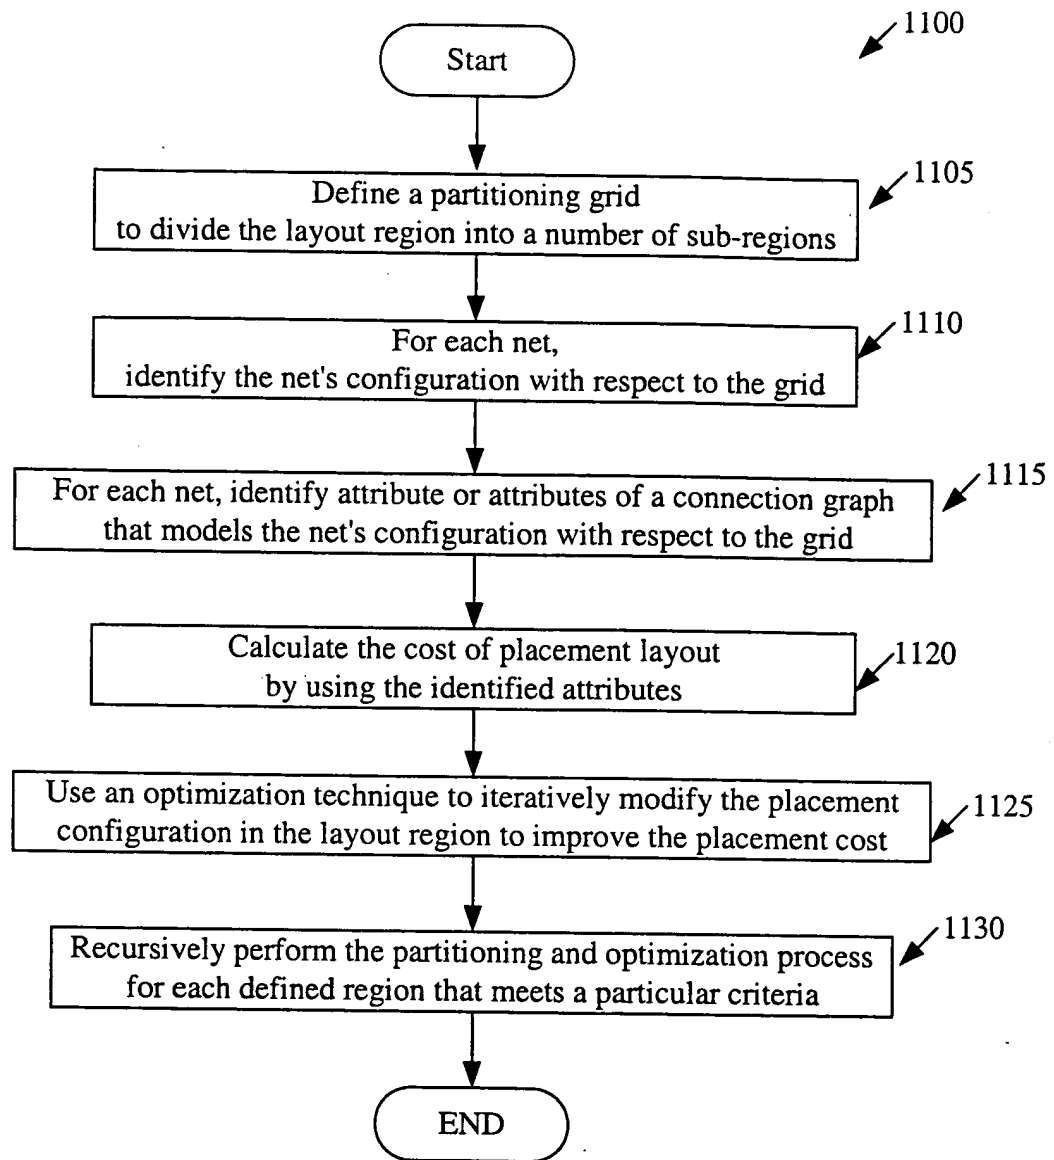 1100
Start
1105
Define a partitioning grid
to divide the layout region into a number of sub-regions
1110
For each net,
identify the net's configuration with respect to the grid
1115
For each net, identify attribute or attributes of a connection graph
that models the net's configuration with respect to the grid
1120
Calculate the cost of placement layout
by using the identified attributes
1125
Use an optimization technique to iteratively modify the placement
configuration in the layout region to improve the placement cost
1130
Recursively perform the partitioning and optimization process
for each defined region that meets a particular criteria
END